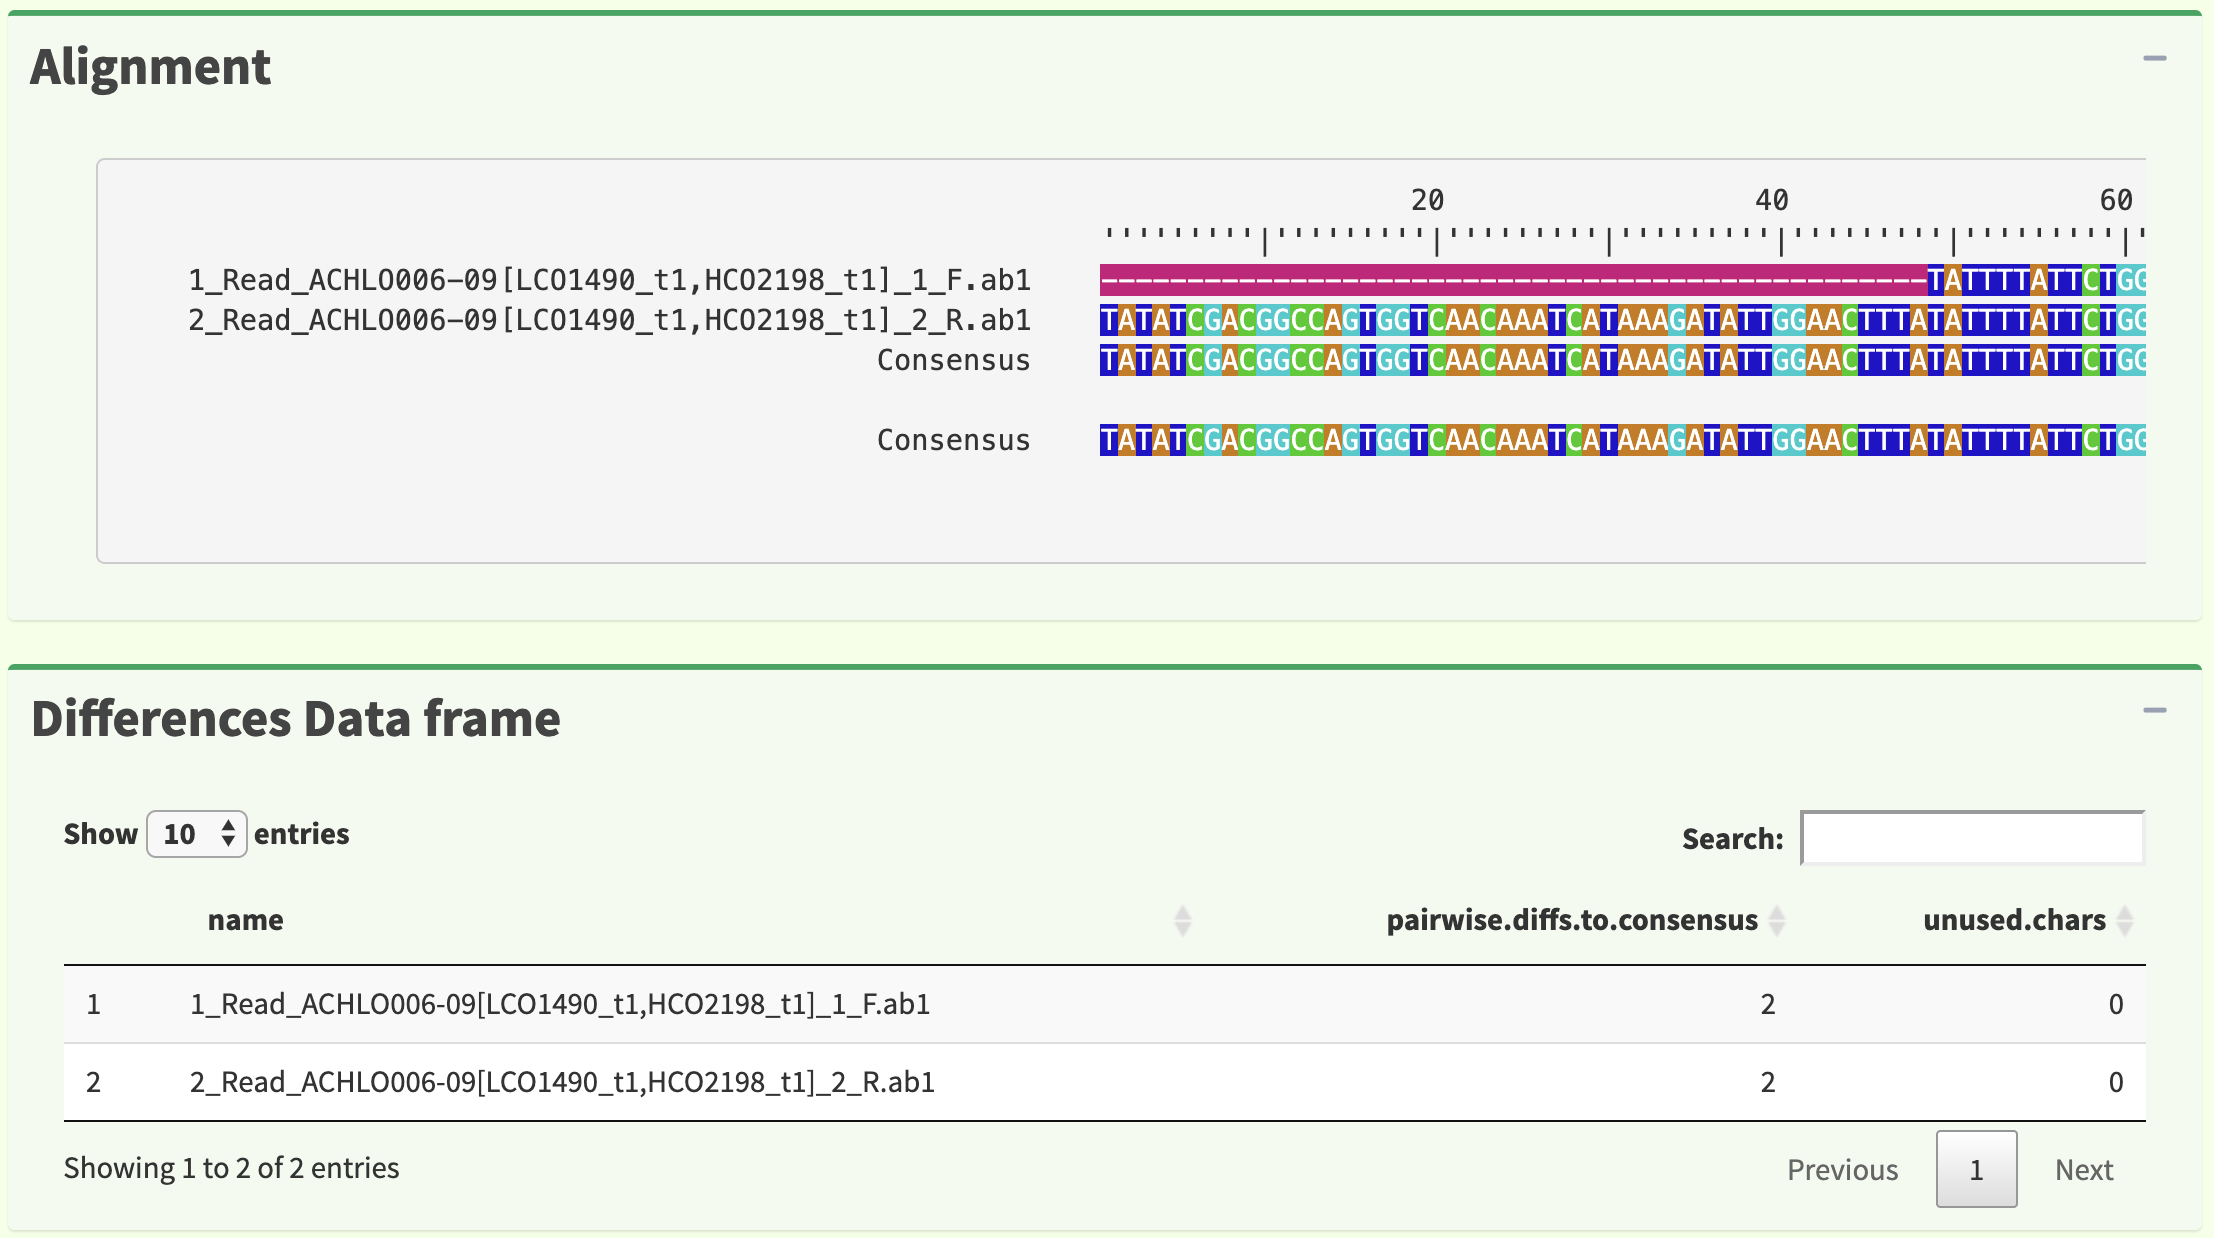 Alignment
20 40 60
1_Read_ACHLO006-09[LCO1490_t1,HCO2198_t1]_1_F.ab1 ------------------------------------------------TATTTTATTCTGG
2_Read_ACHLO006-09[LCO1490_t1,HCO2198_t1]_2_R.ab1 TATATCGACGGCCAGTGGTCAACAAATCATAAAGATATTGGAACTTTATATTTTATTCTGG
Consensus TATATCGACGGCCAGTGGTCAACAAATCATAAAGATATTGGAACTTTATATTTTATTCTGG
Consensus TATATCGACGGCCAGTGGTCAACAAATCATAAAGATATTGGAACTTTATATTTTATTCTGG
Differences Data frame
Show 10 entries Search:
name pairwise.diffs.to.consensus unused.chars
1 1_Read_ACHLO006-09[LCO1490_t1,HCO2198_t1]_1_F.ab1 2 0
2 2_Read_ACHLO006-09[LCO1490_t1,HCO2198_t1]_2_R.ab1 2 0
Showing 1 to 2 of 2 entries Previous 1 Next